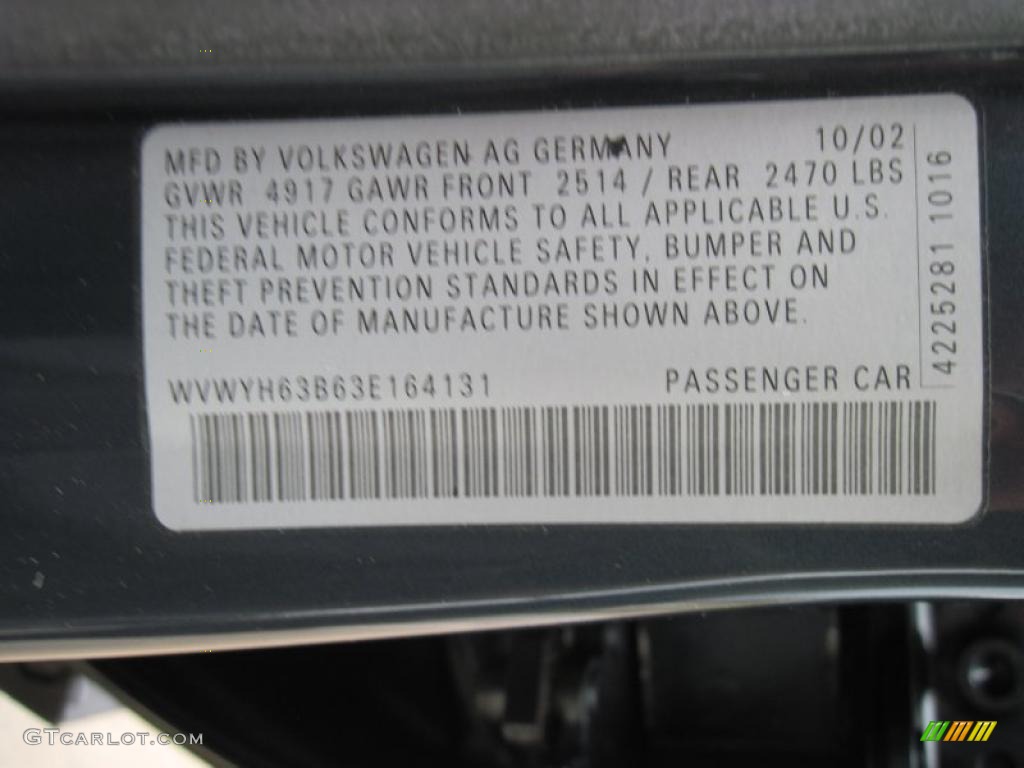 MFD BY VOLKSWAGEN AG GERMANY 10/02
GVWR 4917 GAWR FRONT 2514 / REAR 2470 LBS
THIS VEHICLE CONFORMS TO ALL APPLICABLE U.S.
FEDERAL MOTOR VEHICLE SAFETY, BUMPER AND
THEFT PREVENTION STANDARDS IN EFFECT ON
THE DATE OF MANUFACTURE SHOWN ABOVE.
WVWYH63B63E164131 PASSENGER CAR
42252811016
GTCARLOT.COM